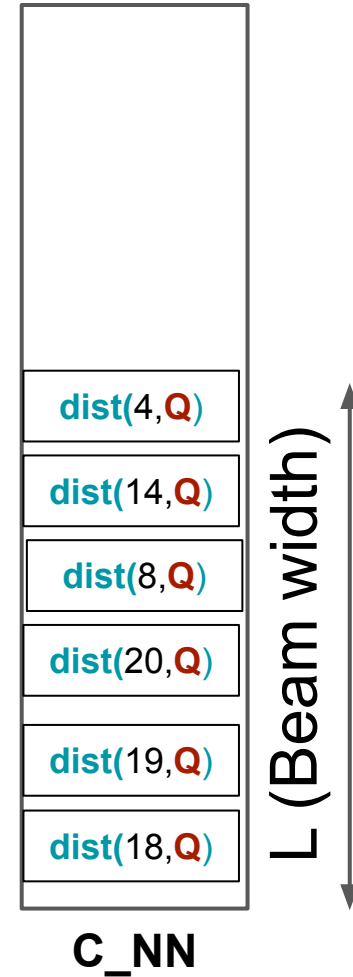 dist(4,Q)
dist(14,Q)
dist(8,Q)
dist(20,Q)
dist(19,Q)
dist(18,Q)
L (Beam width)
C_NN